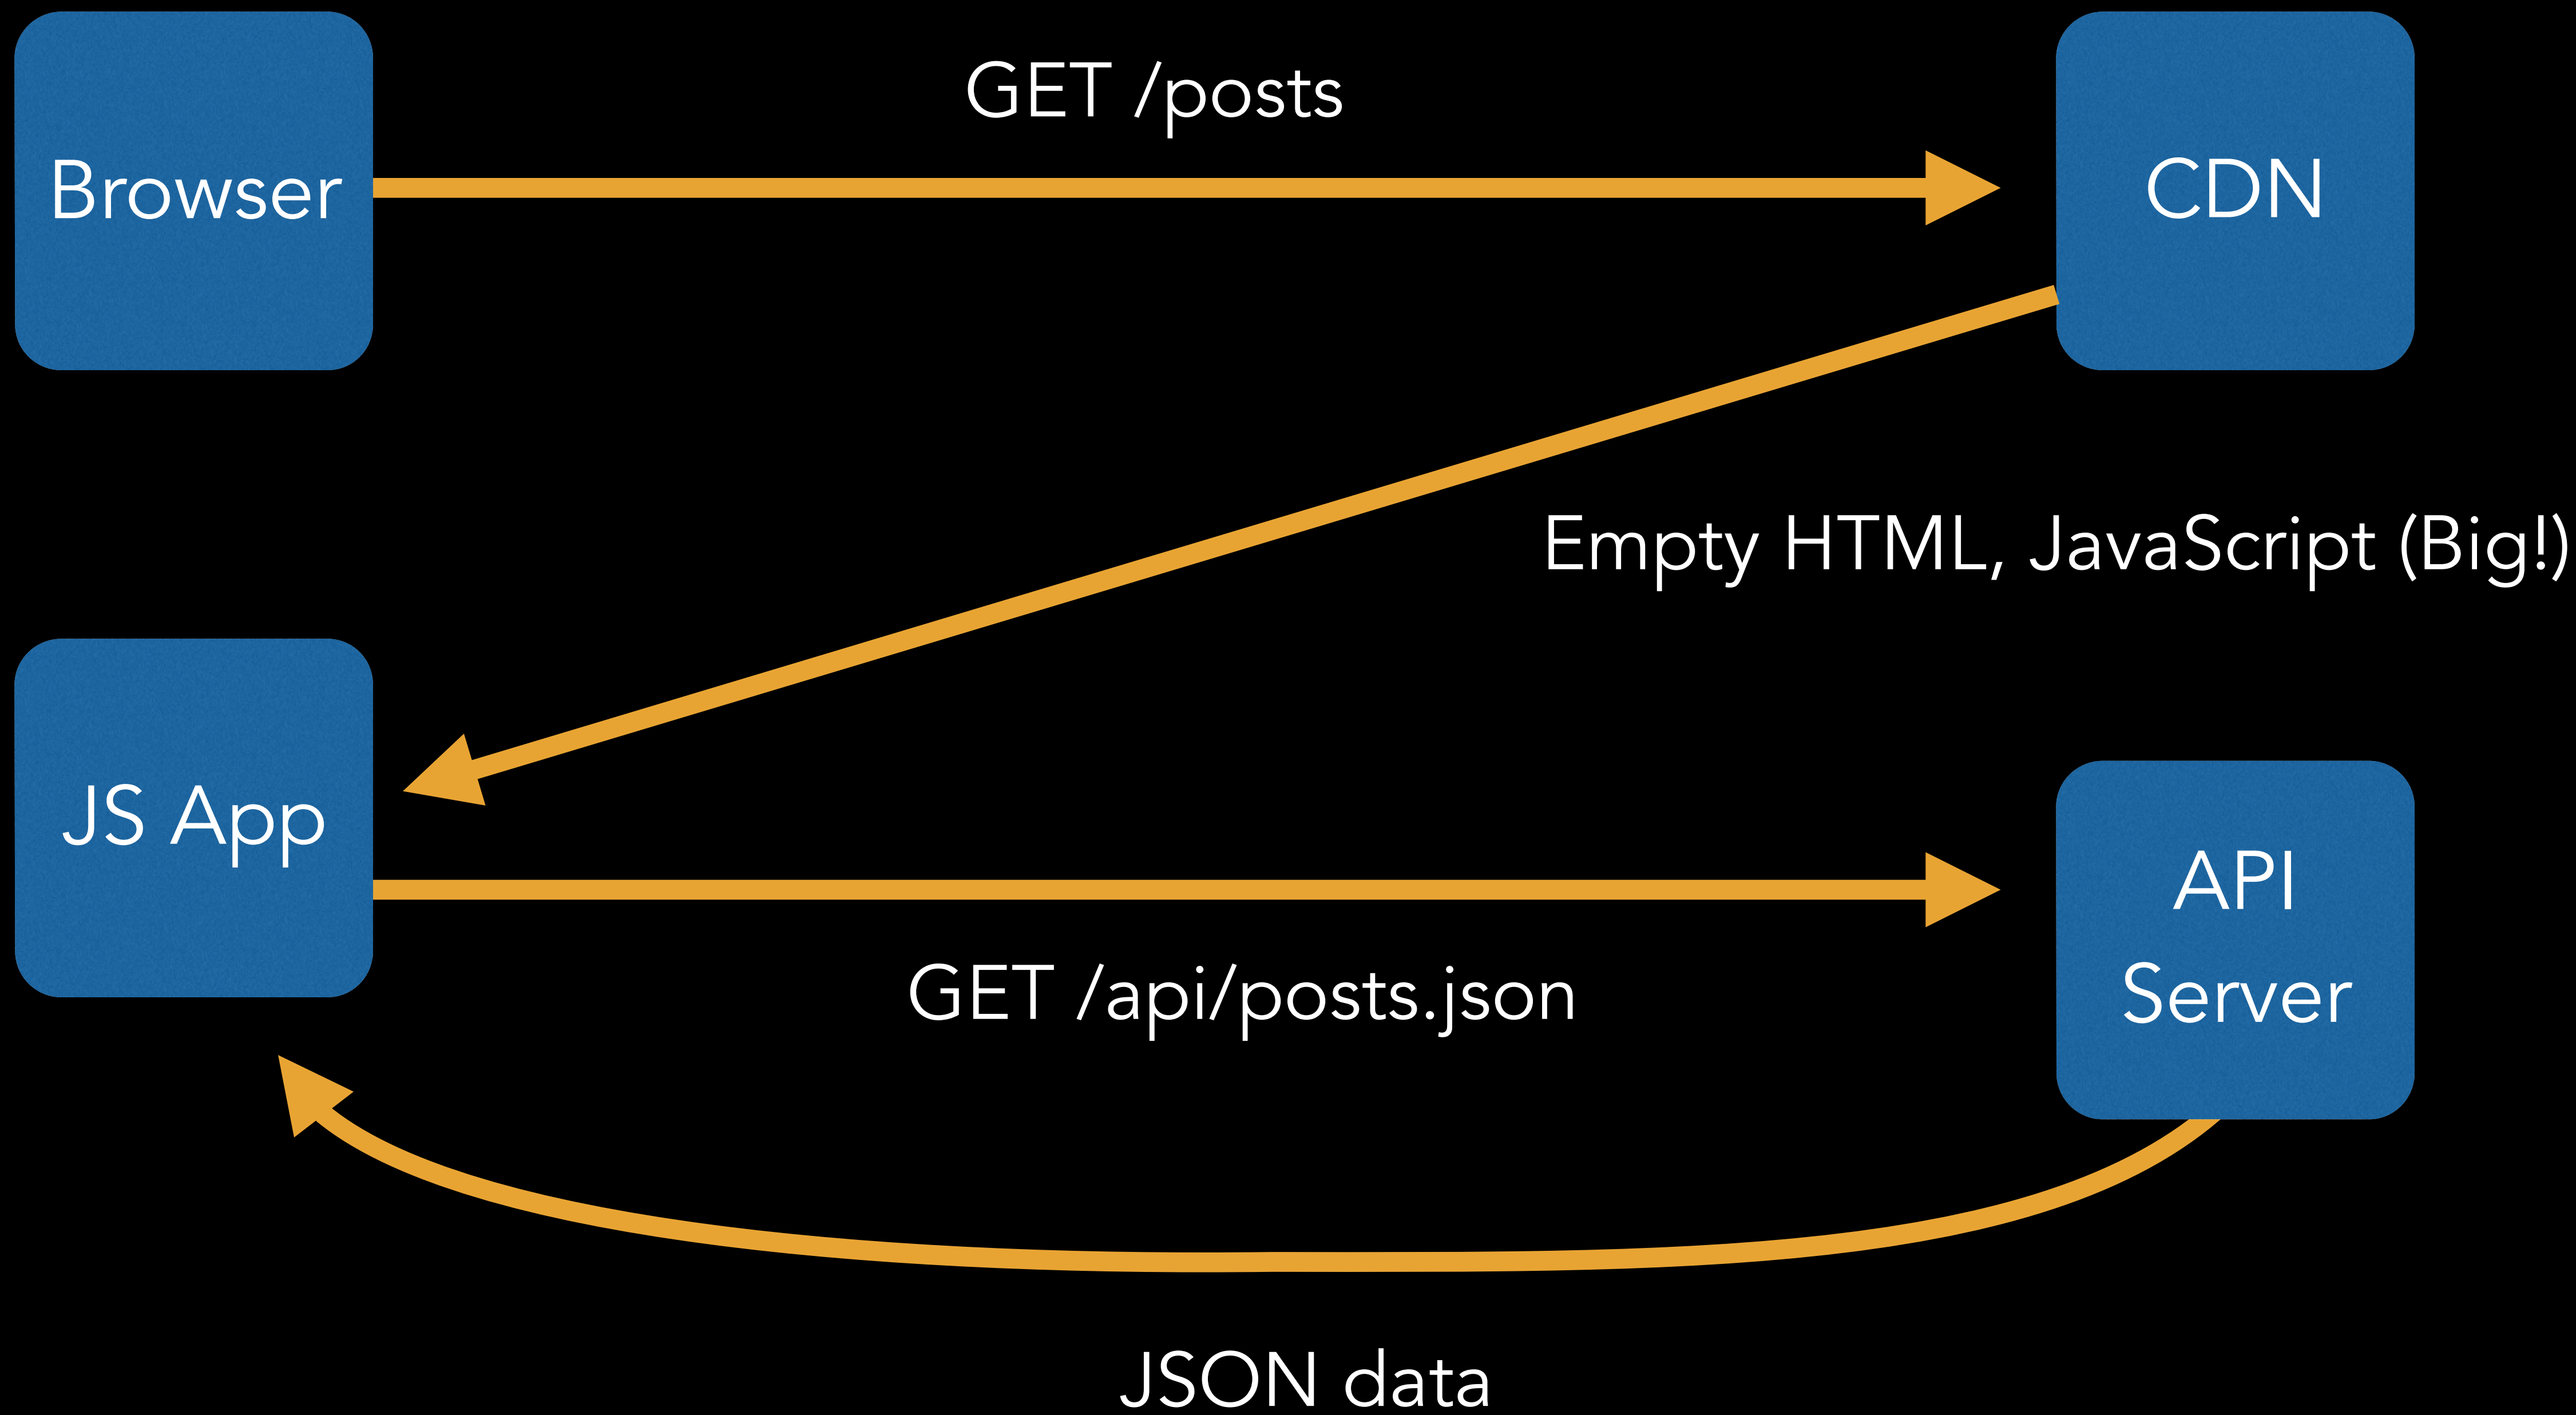 GET /posts
Browser
CDN
Empty HTML, JavaScript (Big!)
JS App
API
Server
GET /api/posts.json
JSON data